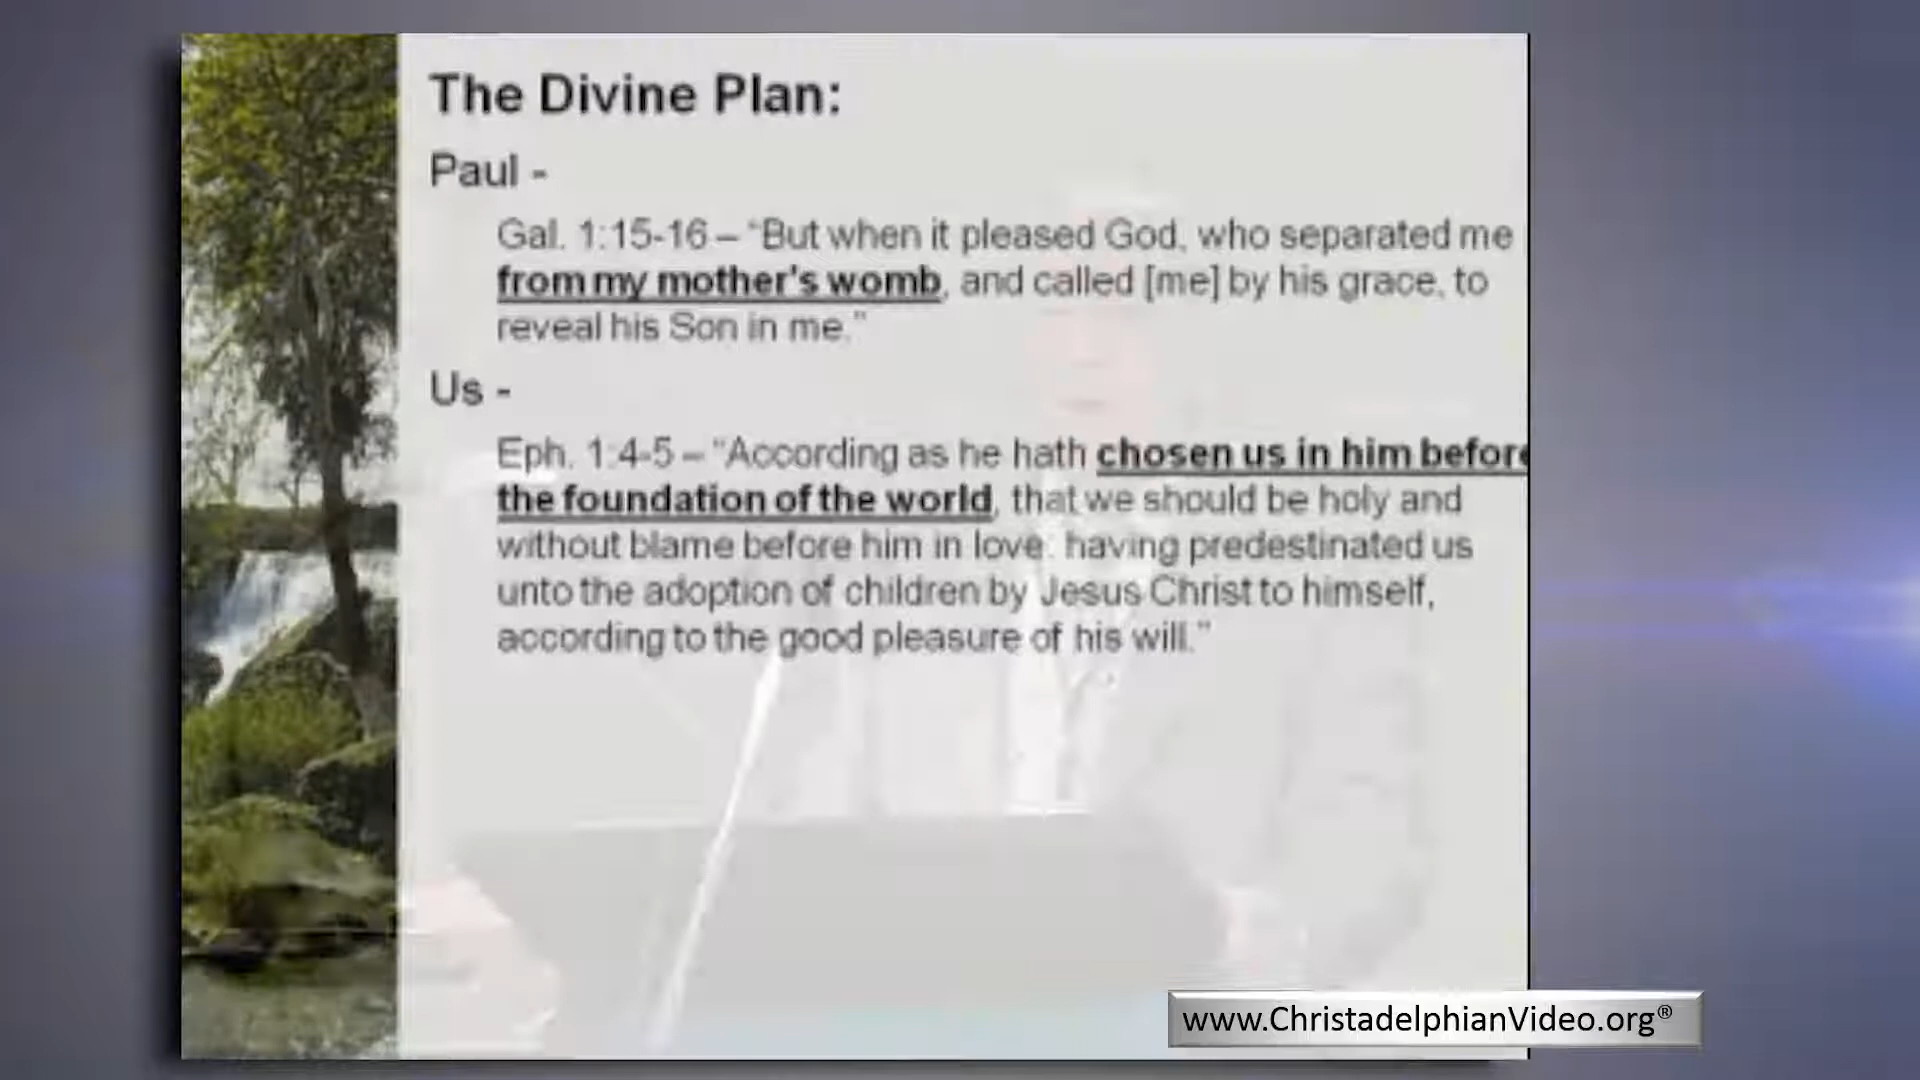 The Divine Plan:
Paul -
Gal. 1:15-16 – “But when it pleased God, who separated me
from my mother's womb, and called [me] by his grace, to
reveal his Son in me.”
Us -
Eph. 1:4-5 – “According as he hath chosen us in him before
the foundation of the world, that we should be holy and
without blame before him in love: having predestinated us
unto the adoption of children by Jesus Christ to himself,
according to the good pleasure of his will.”
www.ChristadelphianVideo.org®